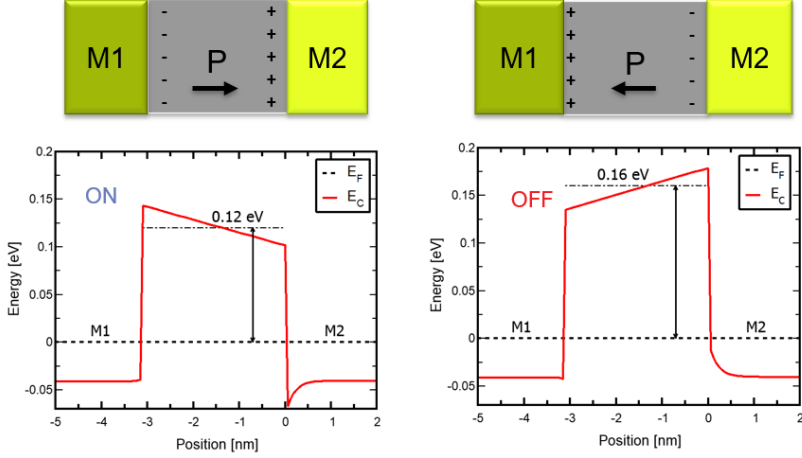 M1 - - - - - P + + + + + M2
M1 + + + + + P - - - - - M2
ON
E_F
E_C
0.12 eV
M1
M2
Energy [eV]
0.2
0.15
0.1
0.05
0
-0.05
-5 -4 -3 -2 -1 0 1 2
Position [nm]
OFF
E_F
E_C
0.16 eV
M1
M2
Energy [eV]
0.2
0.15
0.1
0.05
0
-0.05
-5 -4 -3 -2 -1 0 1 2
Position [nm]